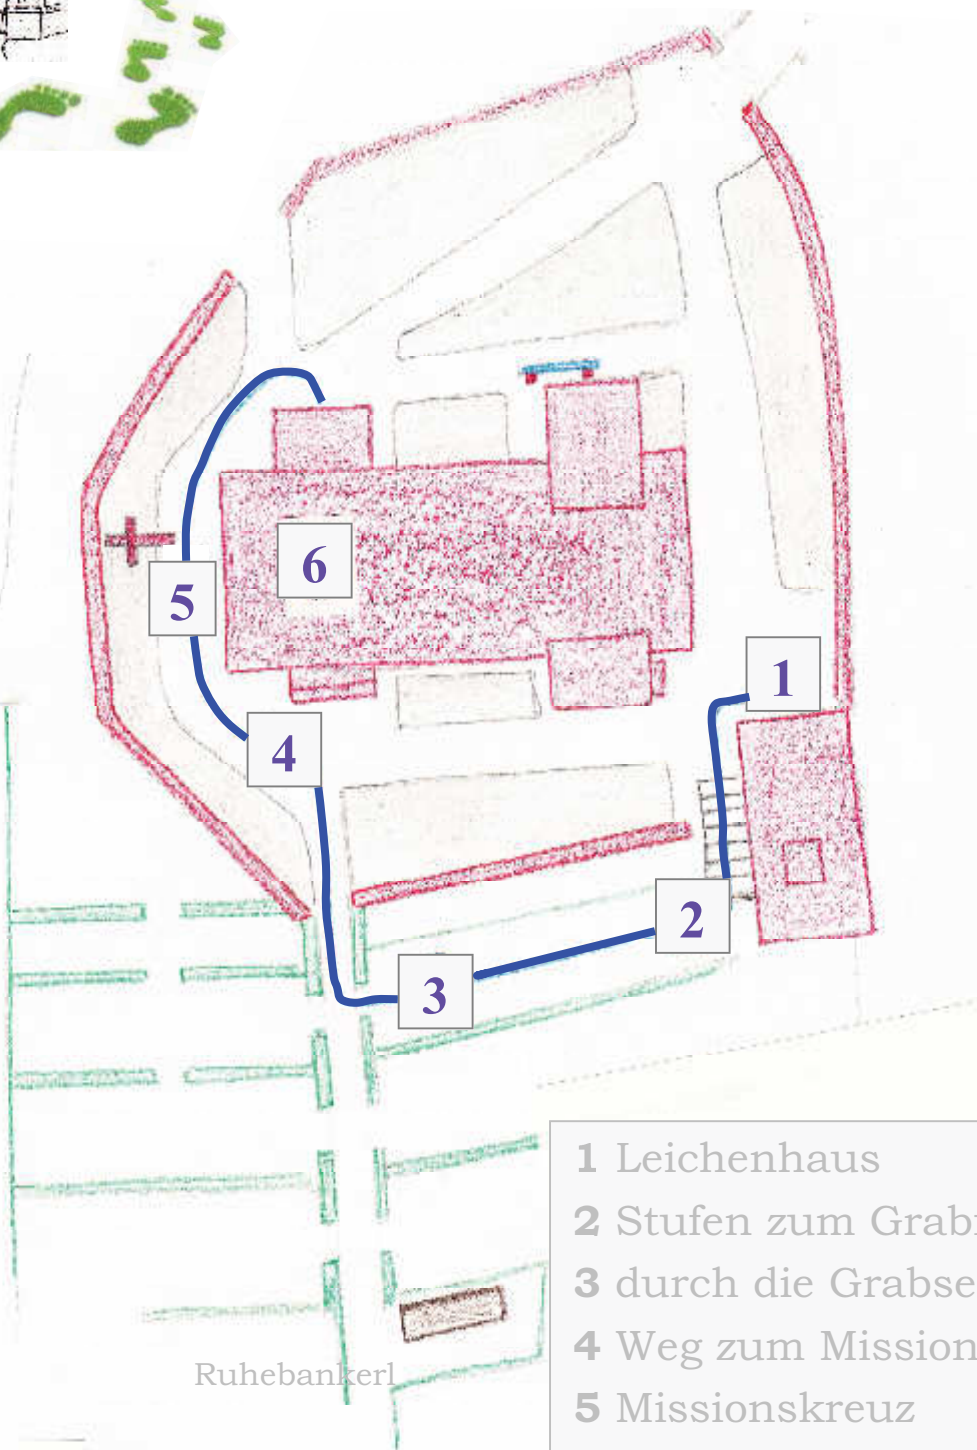 6
5
1
4
2
3
1 Leichenhaus
2 Stufen zum Grab
3 durch die Grabse
4 Weg zum Mission
Ruhebankerl
5 Missionskreuz